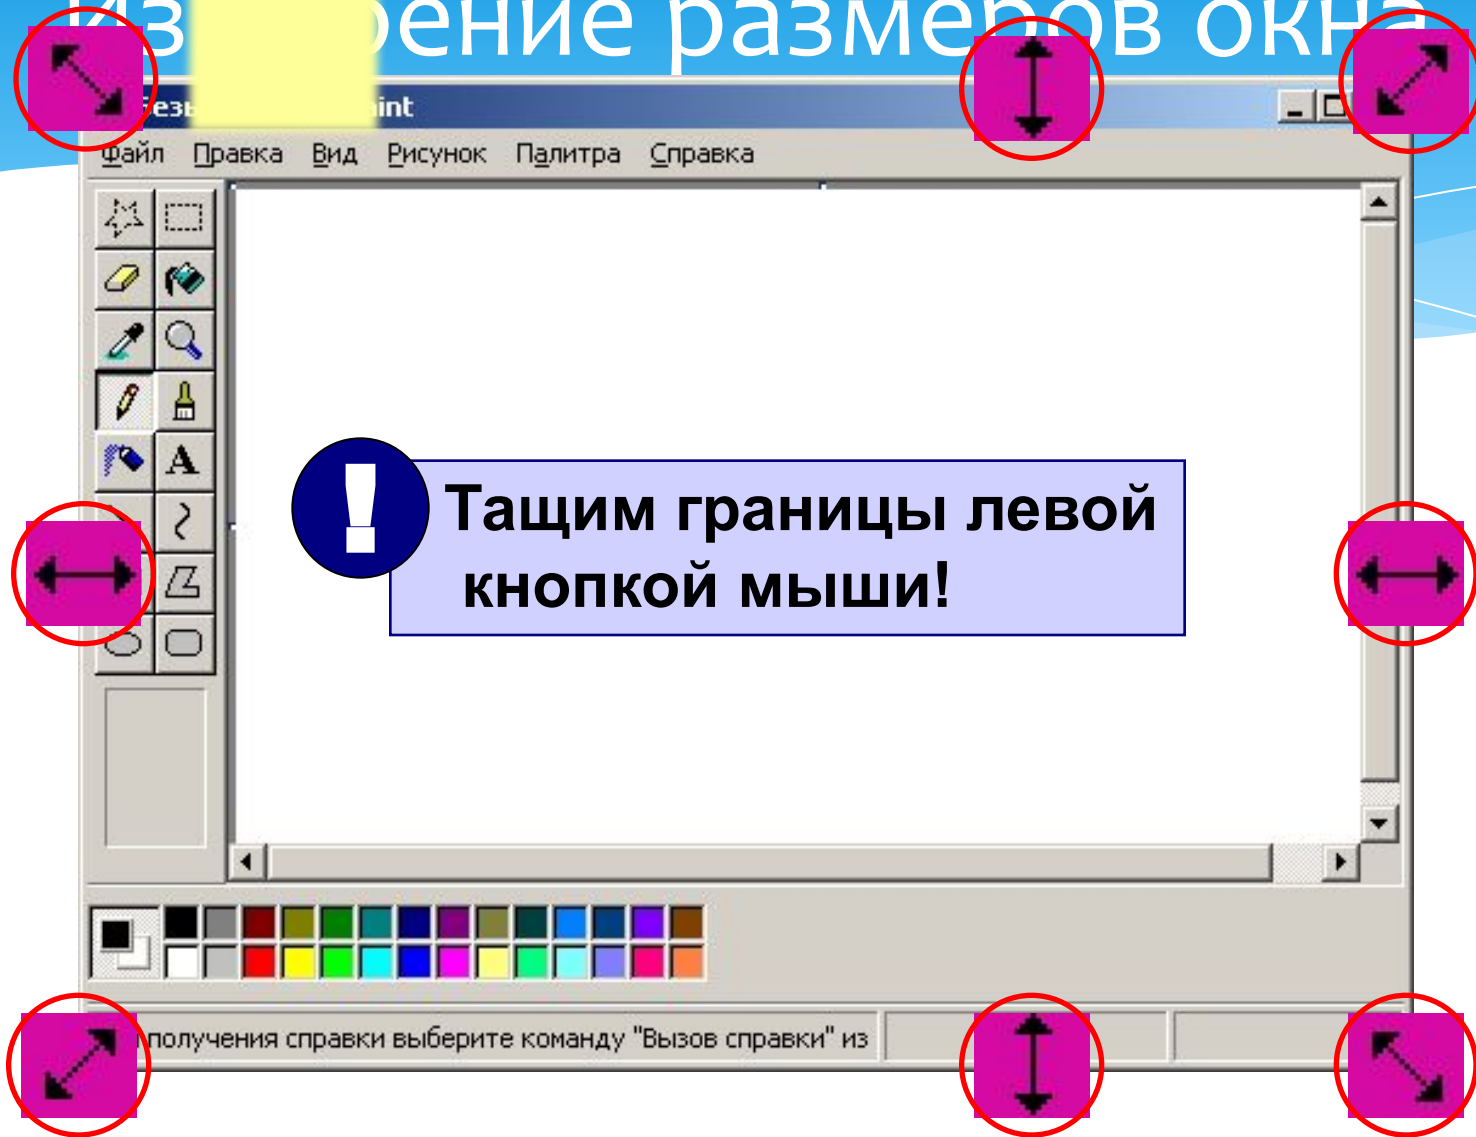 размеров окна
Файл Правка Вид Рисунок Палитра Справка
A
! Тащим границы левой
кнопкой мыши!
получения справки выберите команду "Вызов справки" из